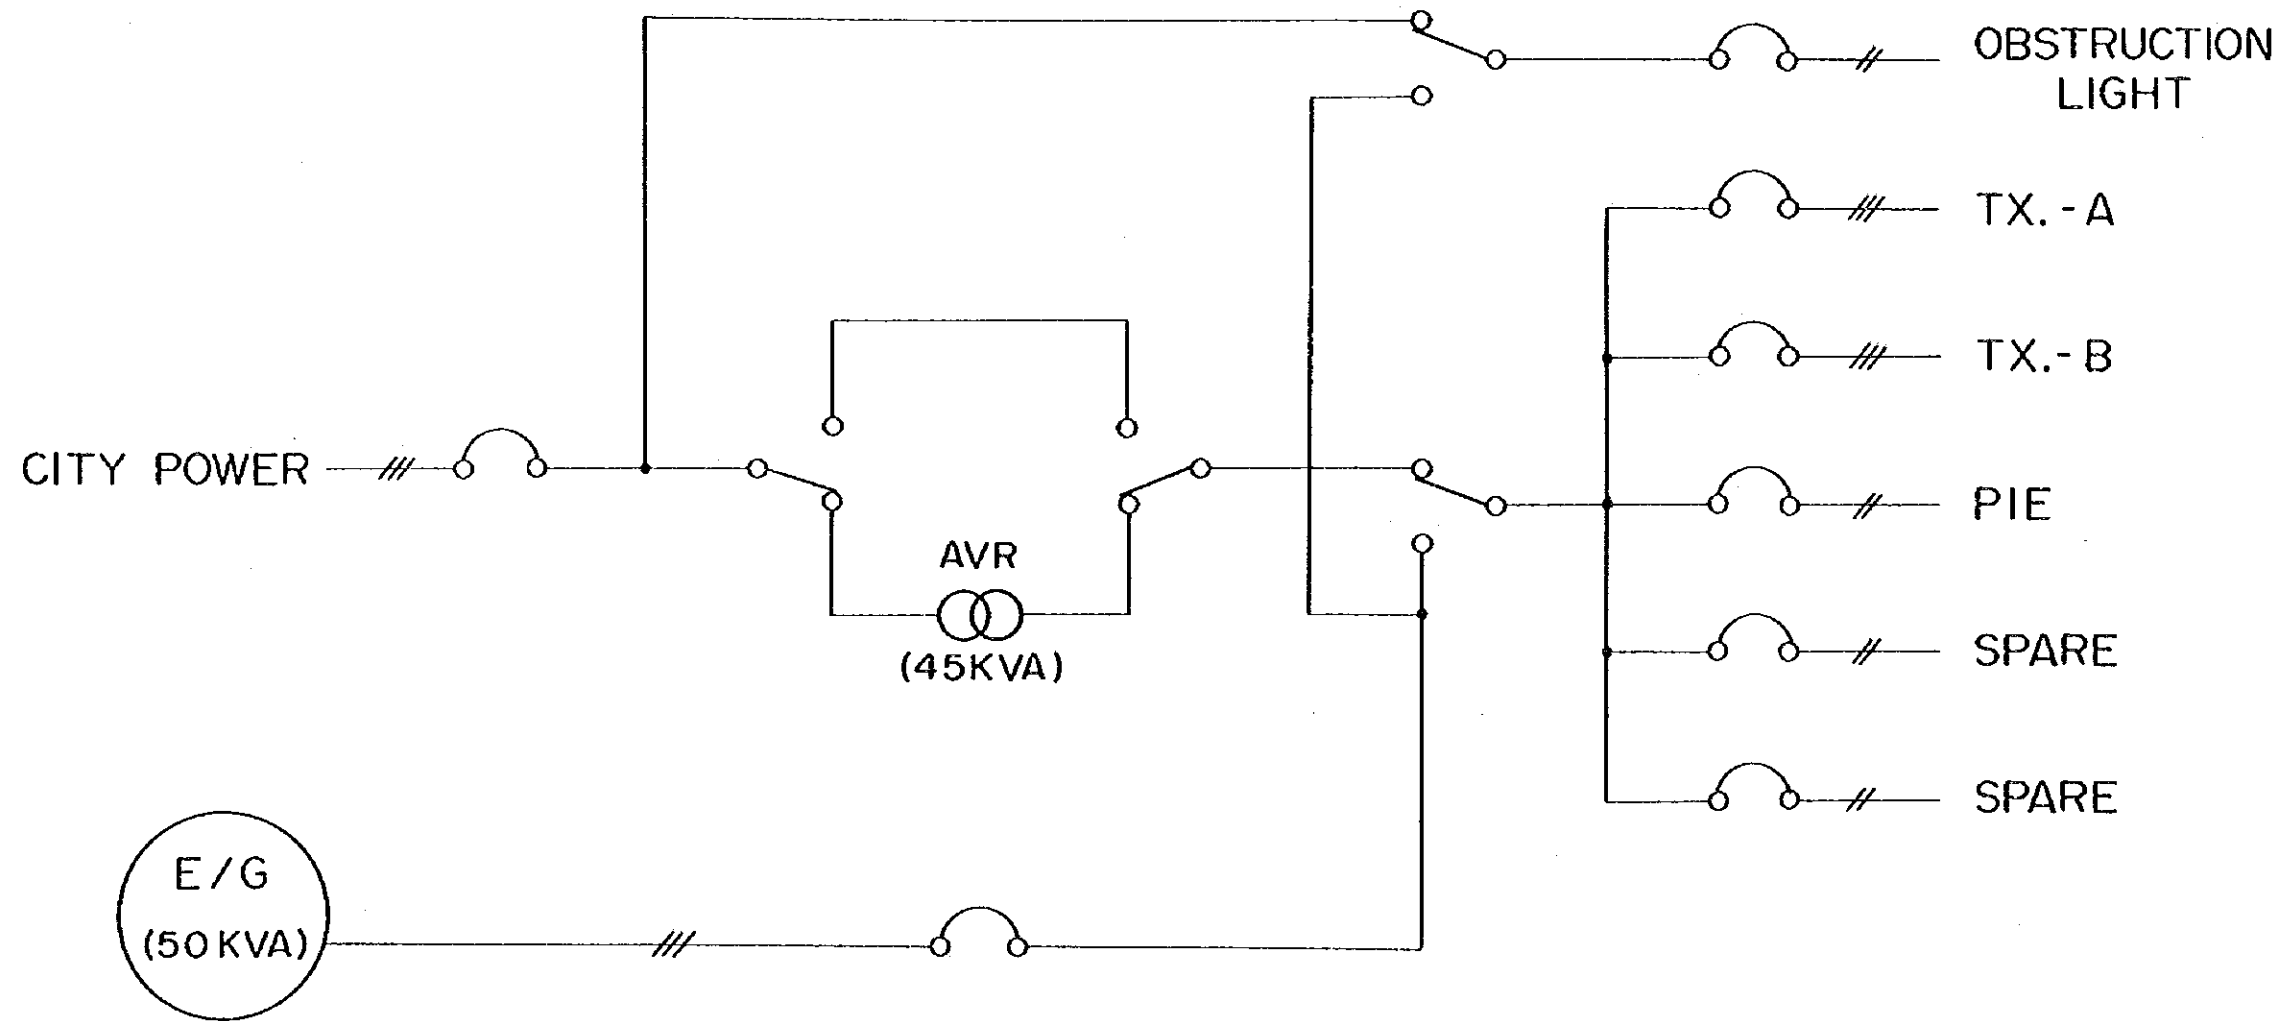 OBSTRUCTION
LIGHT
TX.-A
TX.-B
CITY POWER
PIE
AVR
(45KVA)
SPARE
SPARE
E/G
(50KVA)